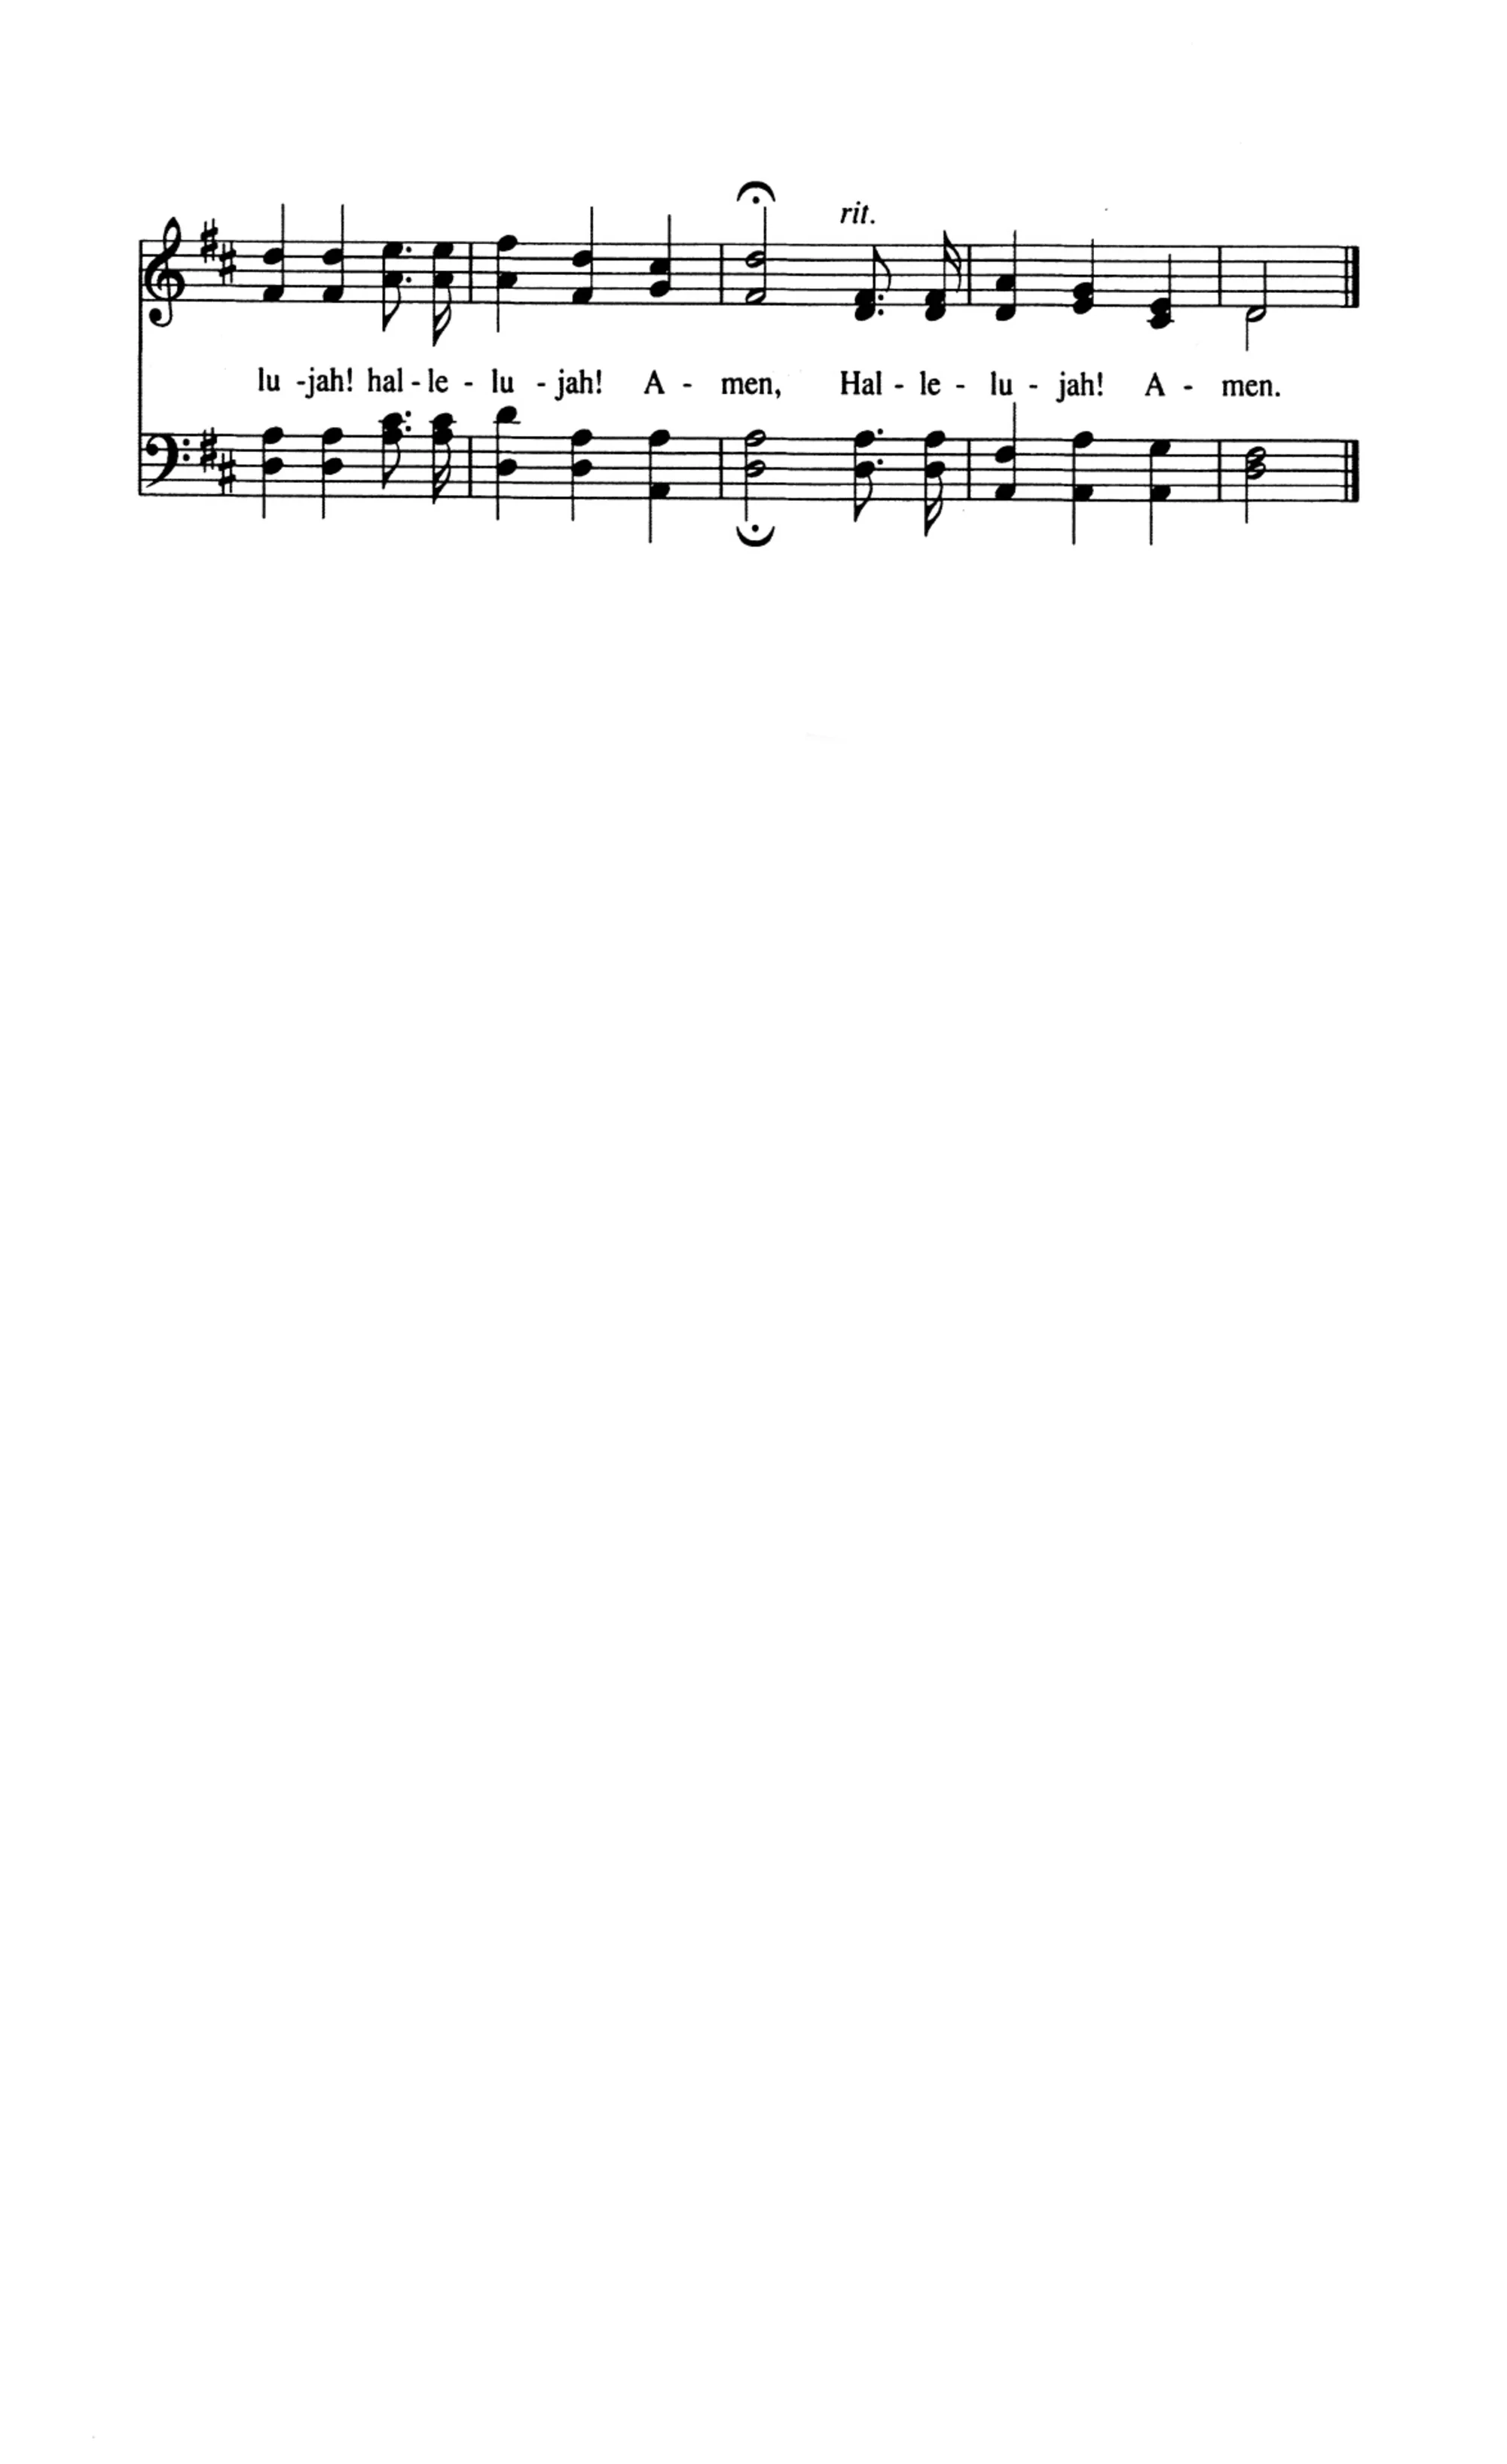 rit.
lu -jah! hal - le - lu - jah! A - men, Hal - le - lu - jah! A - men.